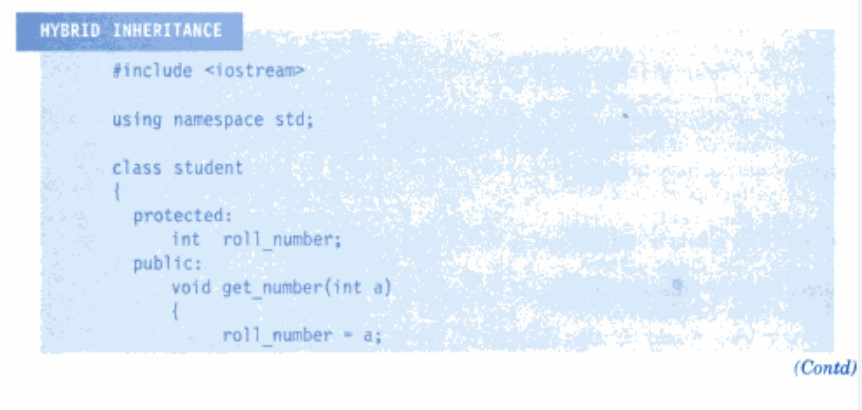 HYBRID INHERITANCE
#include <iostream>
using namespace std;
class student
{
protected:
int roll_number;
public:
void get_number(int a)
{
roll_number = a;
(Contd)